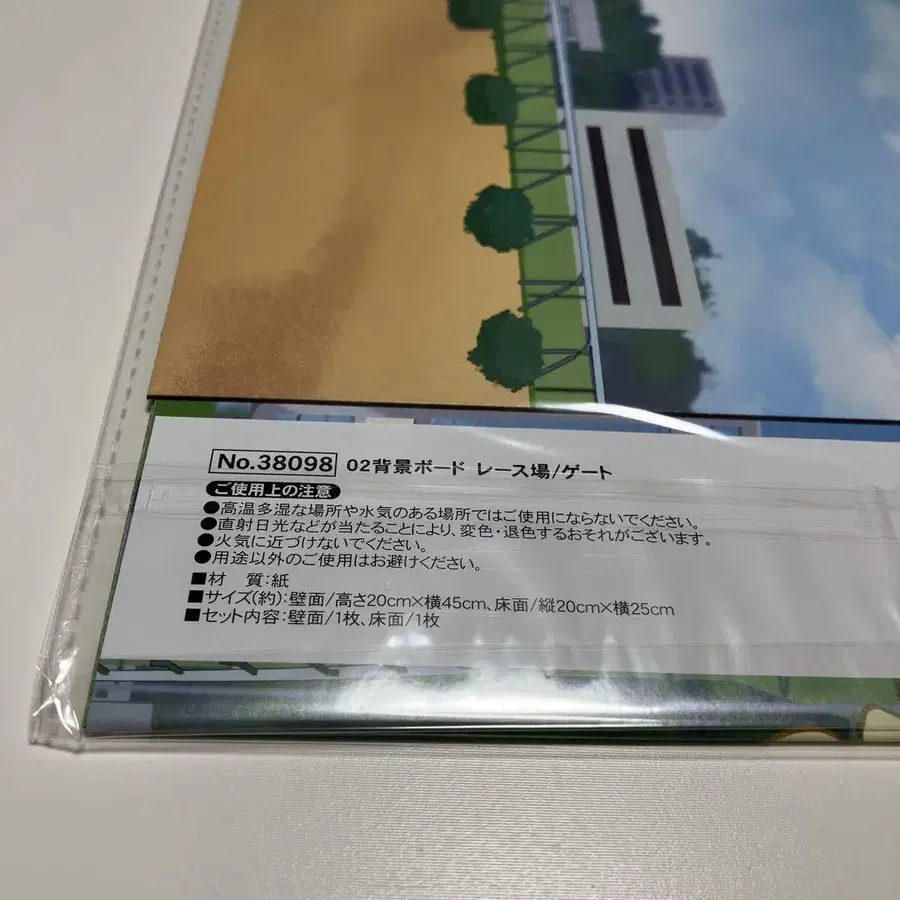 No.38098 02背景ボード レース場/ゲート
ご使用上の注意
●高温多湿な場所や水気のある場所ではご使用にならないでください。
●直射日光などが当たることにより、変色・退色するおそれがございます。
●火気に近づけないでください。
●用途以外のご使用はお避けください。
■材 質:紙
■サイズ(約):壁面/高さ20cm×横45cm、床面/縦20cm×横25cm
■セット内容:壁面/1枚、床面/1枚